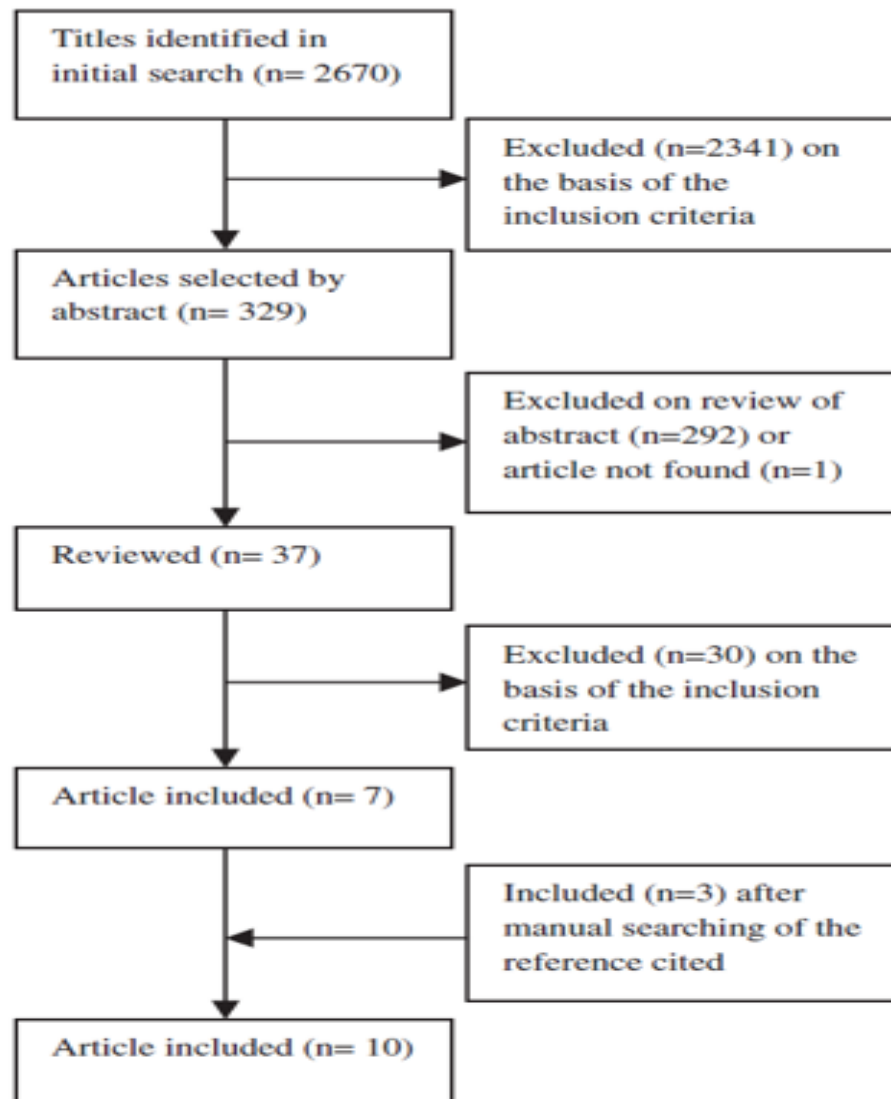 Titles identified in
initial search (n= 2670)
Excluded (n=2341) on
the basis of the
inclusion criteria
Articles selected by
abstract (n= 329)
Excluded on review of
abstract (n=292) or
article not found (n=1)
Reviewed (n= 37)
Excluded (n=30) on the
basis of the inclusion
criteria
Article included (n= 7)
Included (n=3) after
manual searching of the
reference cited
Article included (n= 10)